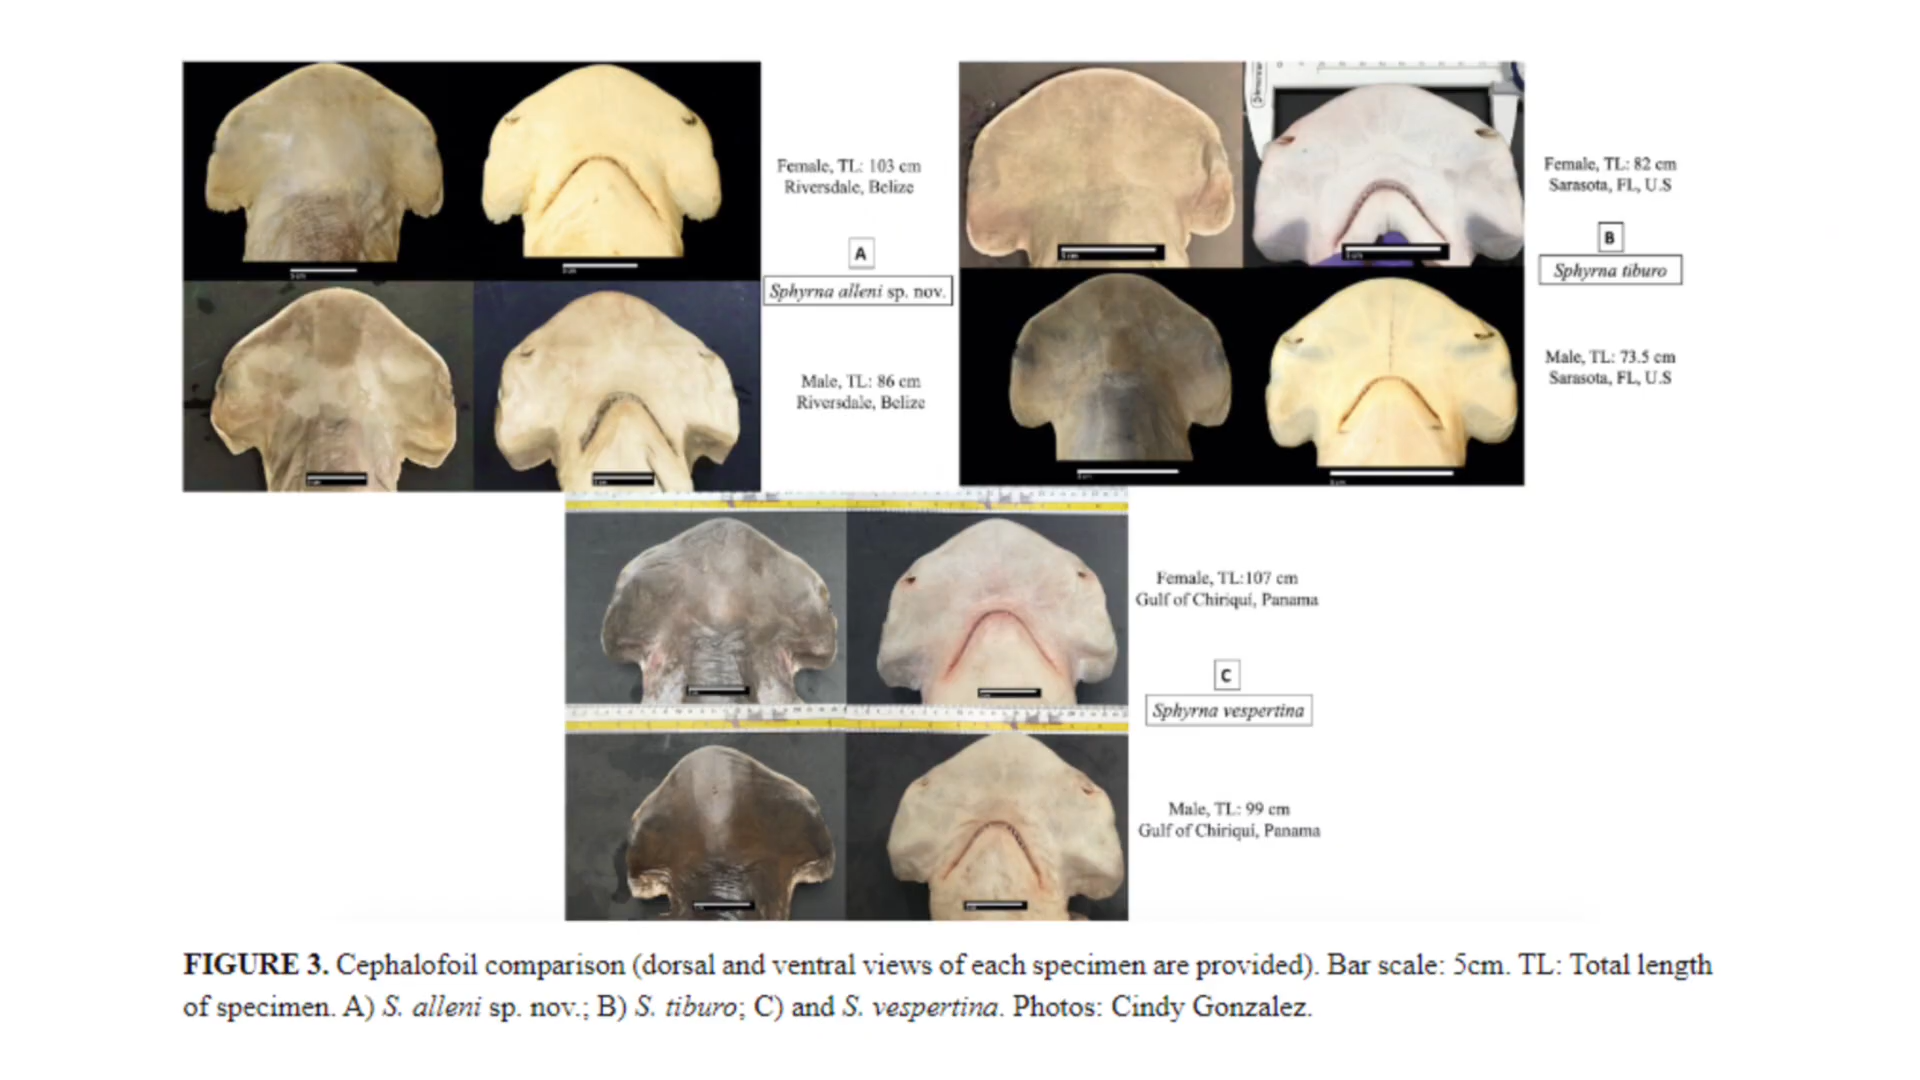 Female, TL: 103 cm
Riversdale, Belize
A
Sphyrna alleni sp. nov.
Male, TL: 86 cm
Riversdale, Belize
Female, TL: 82 cm
Sarasota, FL, U.S
B
Sphyrna tiburo
Male, TL: 73.5 cm
Sarasota, FL, U.S
Female, TL:107 cm
Gulf of Chiriquí, Panama
C
Sphyrna vespertina
Male, TL: 99 cm
Gulf of Chiriquí, Panama
FIGURE 3. Cephalofoil comparison (dorsal and ventral views of each specimen are provided). Bar scale: 5cm. TL: Total length
of specimen. A) S. alleni sp. nov.; B) S. tiburo; C) and S. vespertina. Photos: Cindy Gonzalez.